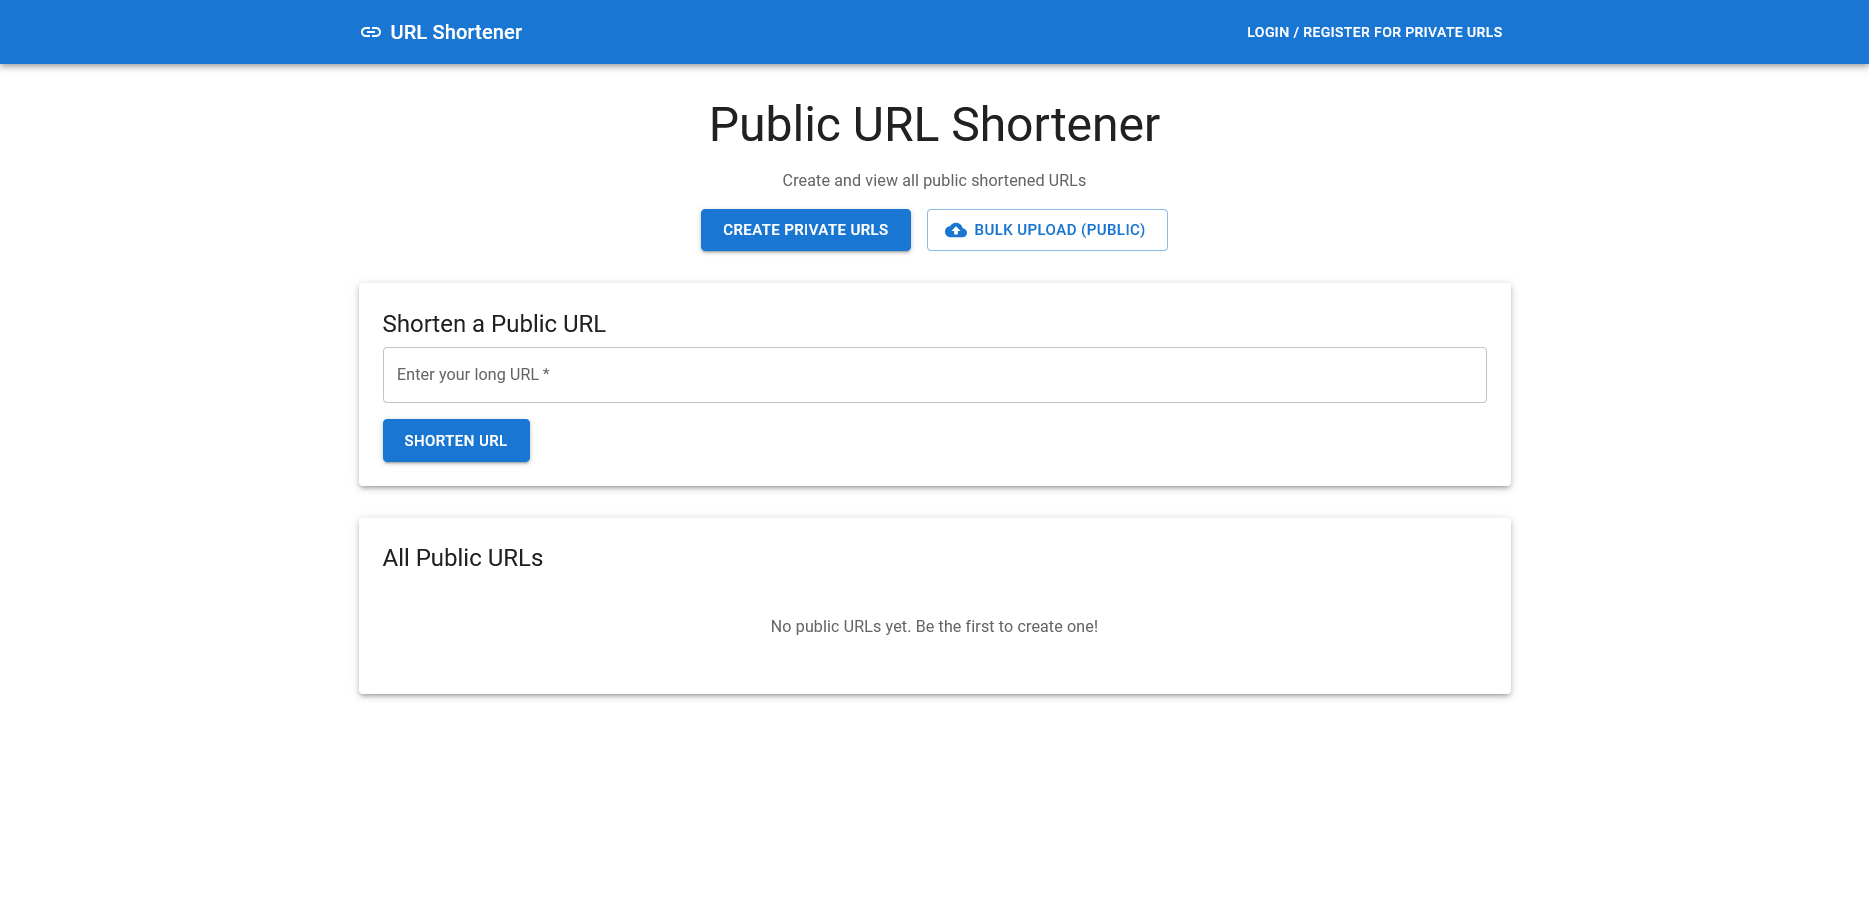 URL Shortener
LOGIN / REGISTER FOR PRIVATE URLS
Public URL Shortener
Create and view all public shortened URLs
CREATE PRIVATE URLS
BULK UPLOAD (PUBLIC)
Shorten a Public URL
Enter your long URL *
SHORTEN URL
All Public URLs
No public URLs yet. Be the first to create one!